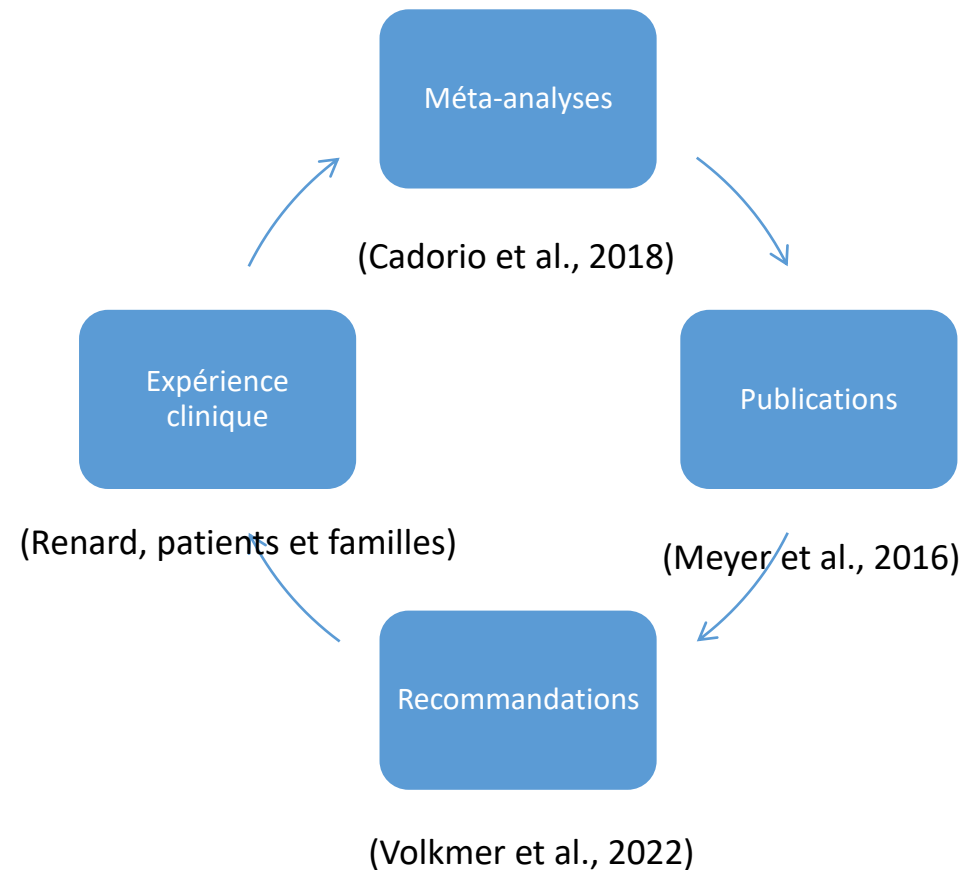 Méta-analyses
(Cadorio et al., 2018)
Expérience
clinique
Publications
(Renard, patients et familles)
(Meyer et al., 2016)
Recommandations
(Volkmer et al., 2022)